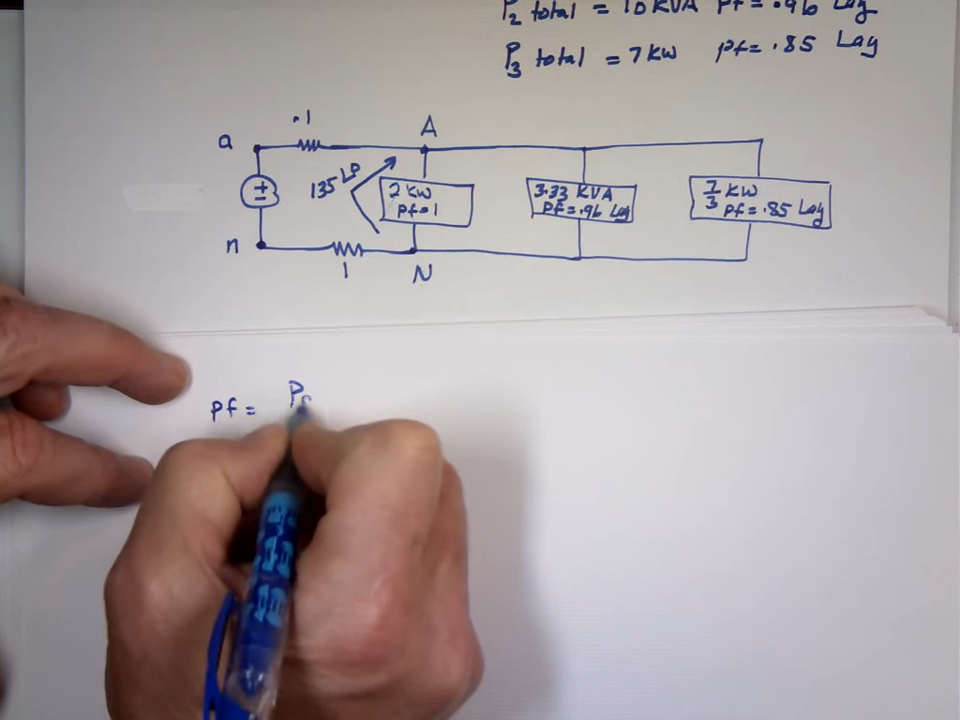 P2 total = 10 KVA pf = .96 Lag
P3 total = 7 KW pf = .85 Lag
.1
a
A
135
2 KW
pf=1
3.33 KVA
pf=.96 Lag
7/3 KW
pf=.85 Lag
n
1
N
pf =